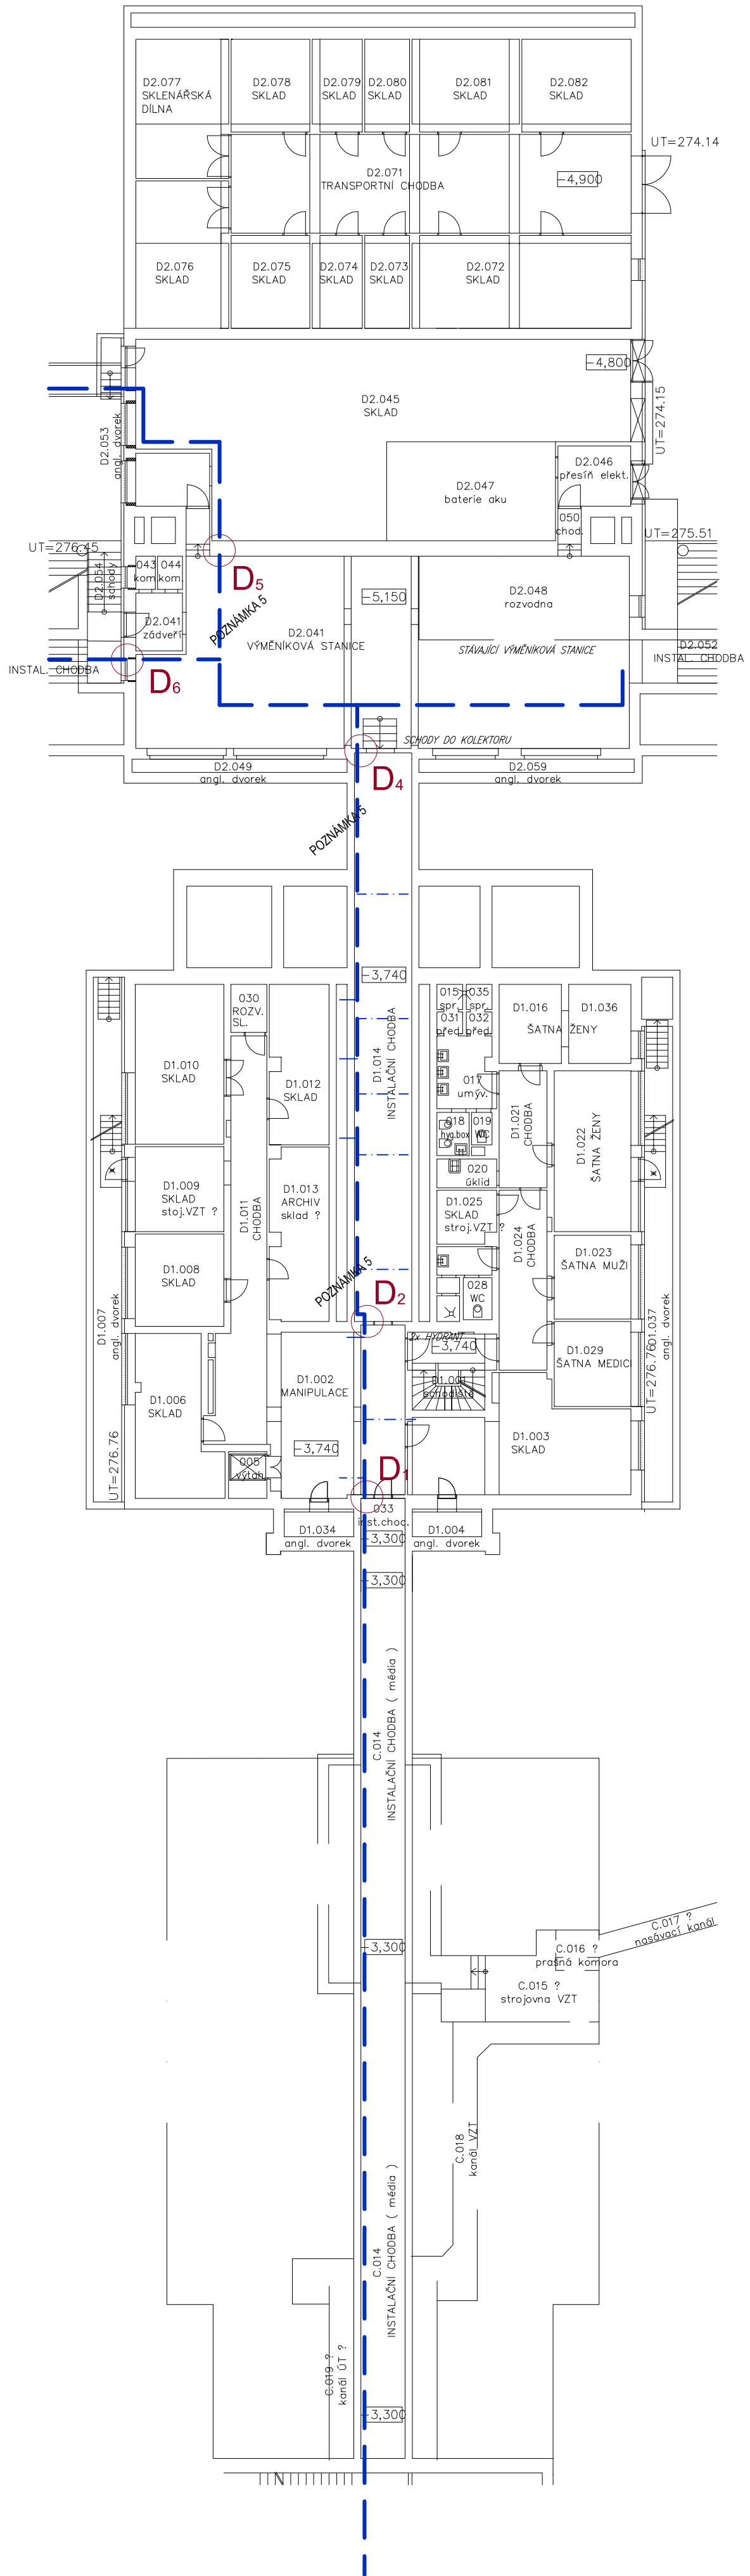 D2.077
SKLENÁŘSKÁ
DÍLNA
D2.078
SKLAD
D2.079
SKLAD
D2.080
SKLAD
D2.081
SKLAD
D2.082
SKLAD
UT=274.14
D2.071
TRANSPORTNÍ CHODBA
-4,900
D2.076
SKLAD
D2.075
SKLAD
D2.074
SKLAD
D2.073
SKLAD
D2.072
SKLAD
-4,800
D2.045
SKLAD
UT=274.15
D2.053
angl. dvorek
D2.047
baterie aku
D2.046
přesíň elekt.
050
chod.
UT=276.45
UT=275.51
D2.054
schody
043
kom.
044
kom.
D5
POZNÁMKA 5
-5,150
D2.048
rozvodna
D2.041
zádveří
D2.041
VÝMĚNÍKOVÁ STANICE
STÁVAJÍCÍ VÝMĚNÍKOVÁ STANICE
D2.052
INSTAL. CHODBA
INSTAL. CHODBA
D6
SCHODY DO KOLEKTORU
D2.049
angl. dvorek
D4
D2.059
angl. dvorek
POZNÁMKA 5
-3,740
D1.014
INSTALAČNÍ CHODBA
030
ROZV.
SL.
015
spr.
035
spr.
031
před.
032
před.
D1.016
D1.036
ŠATNA ŽENY
D1.010
SKLAD
D1.012
SKLAD
017
umýv.
D1.021
CHODBA
D1.022
ŠATNA ŽENY
018
hyg.box
019
WC
020
úklid
D1.009
SKLAD
stoj.VZT ?
D1.011
CHODBA
D1.013
ARCHIV
sklad ?
D1.025
SKLAD
stroj.VZT ?
D1.024
CHODBA
D1.023
ŠATNA MUŽI
D1.008
SKLAD
POZNÁMKA 5
D2
028
WC
D1.007
angl. dvorek
D1.037
angl. dvorek
2x HYDRANT
-3,740
D1.029
ŠATNA MEDICI
D1.006
SKLAD
D1.002
MANIPULACE
D1.001
schodiště
UT=276.76
UT=276.76
D1.003
SKLAD
-3,740
005
výtah
D1
033
inst.chod.
D1.034
angl. dvorek
-3,300
D1.004
angl. dvorek
-3,300
C.014
INSTALAČNÍ CHODBA ( média )
C.017 ?
nasávací kanál
-3,300
C.016 ?
prašná komora
C.015 ?
strojovna VZT
C.018
kanál VZT
C.014
INSTALAČNÍ CHODBA ( média )
C.019 ?
kanál ÚT ?
-3,300